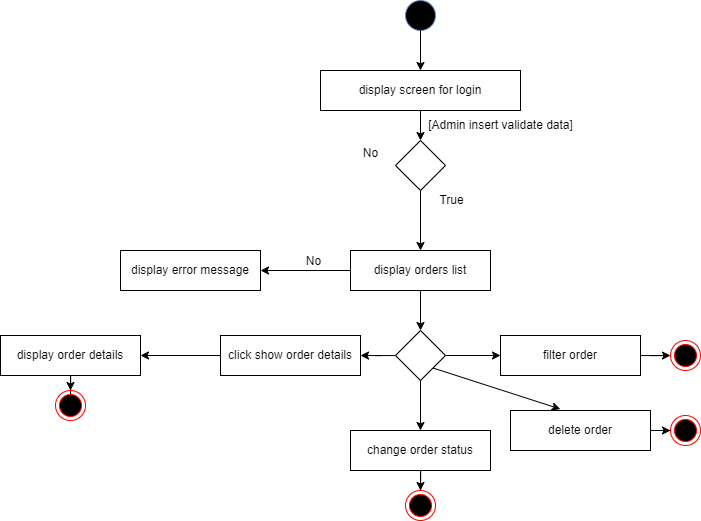 display screen for login
[Admin insert validate data]
No
True
display error message
No
display orders list
display order details
click show order details
filter order
delete order
change order status